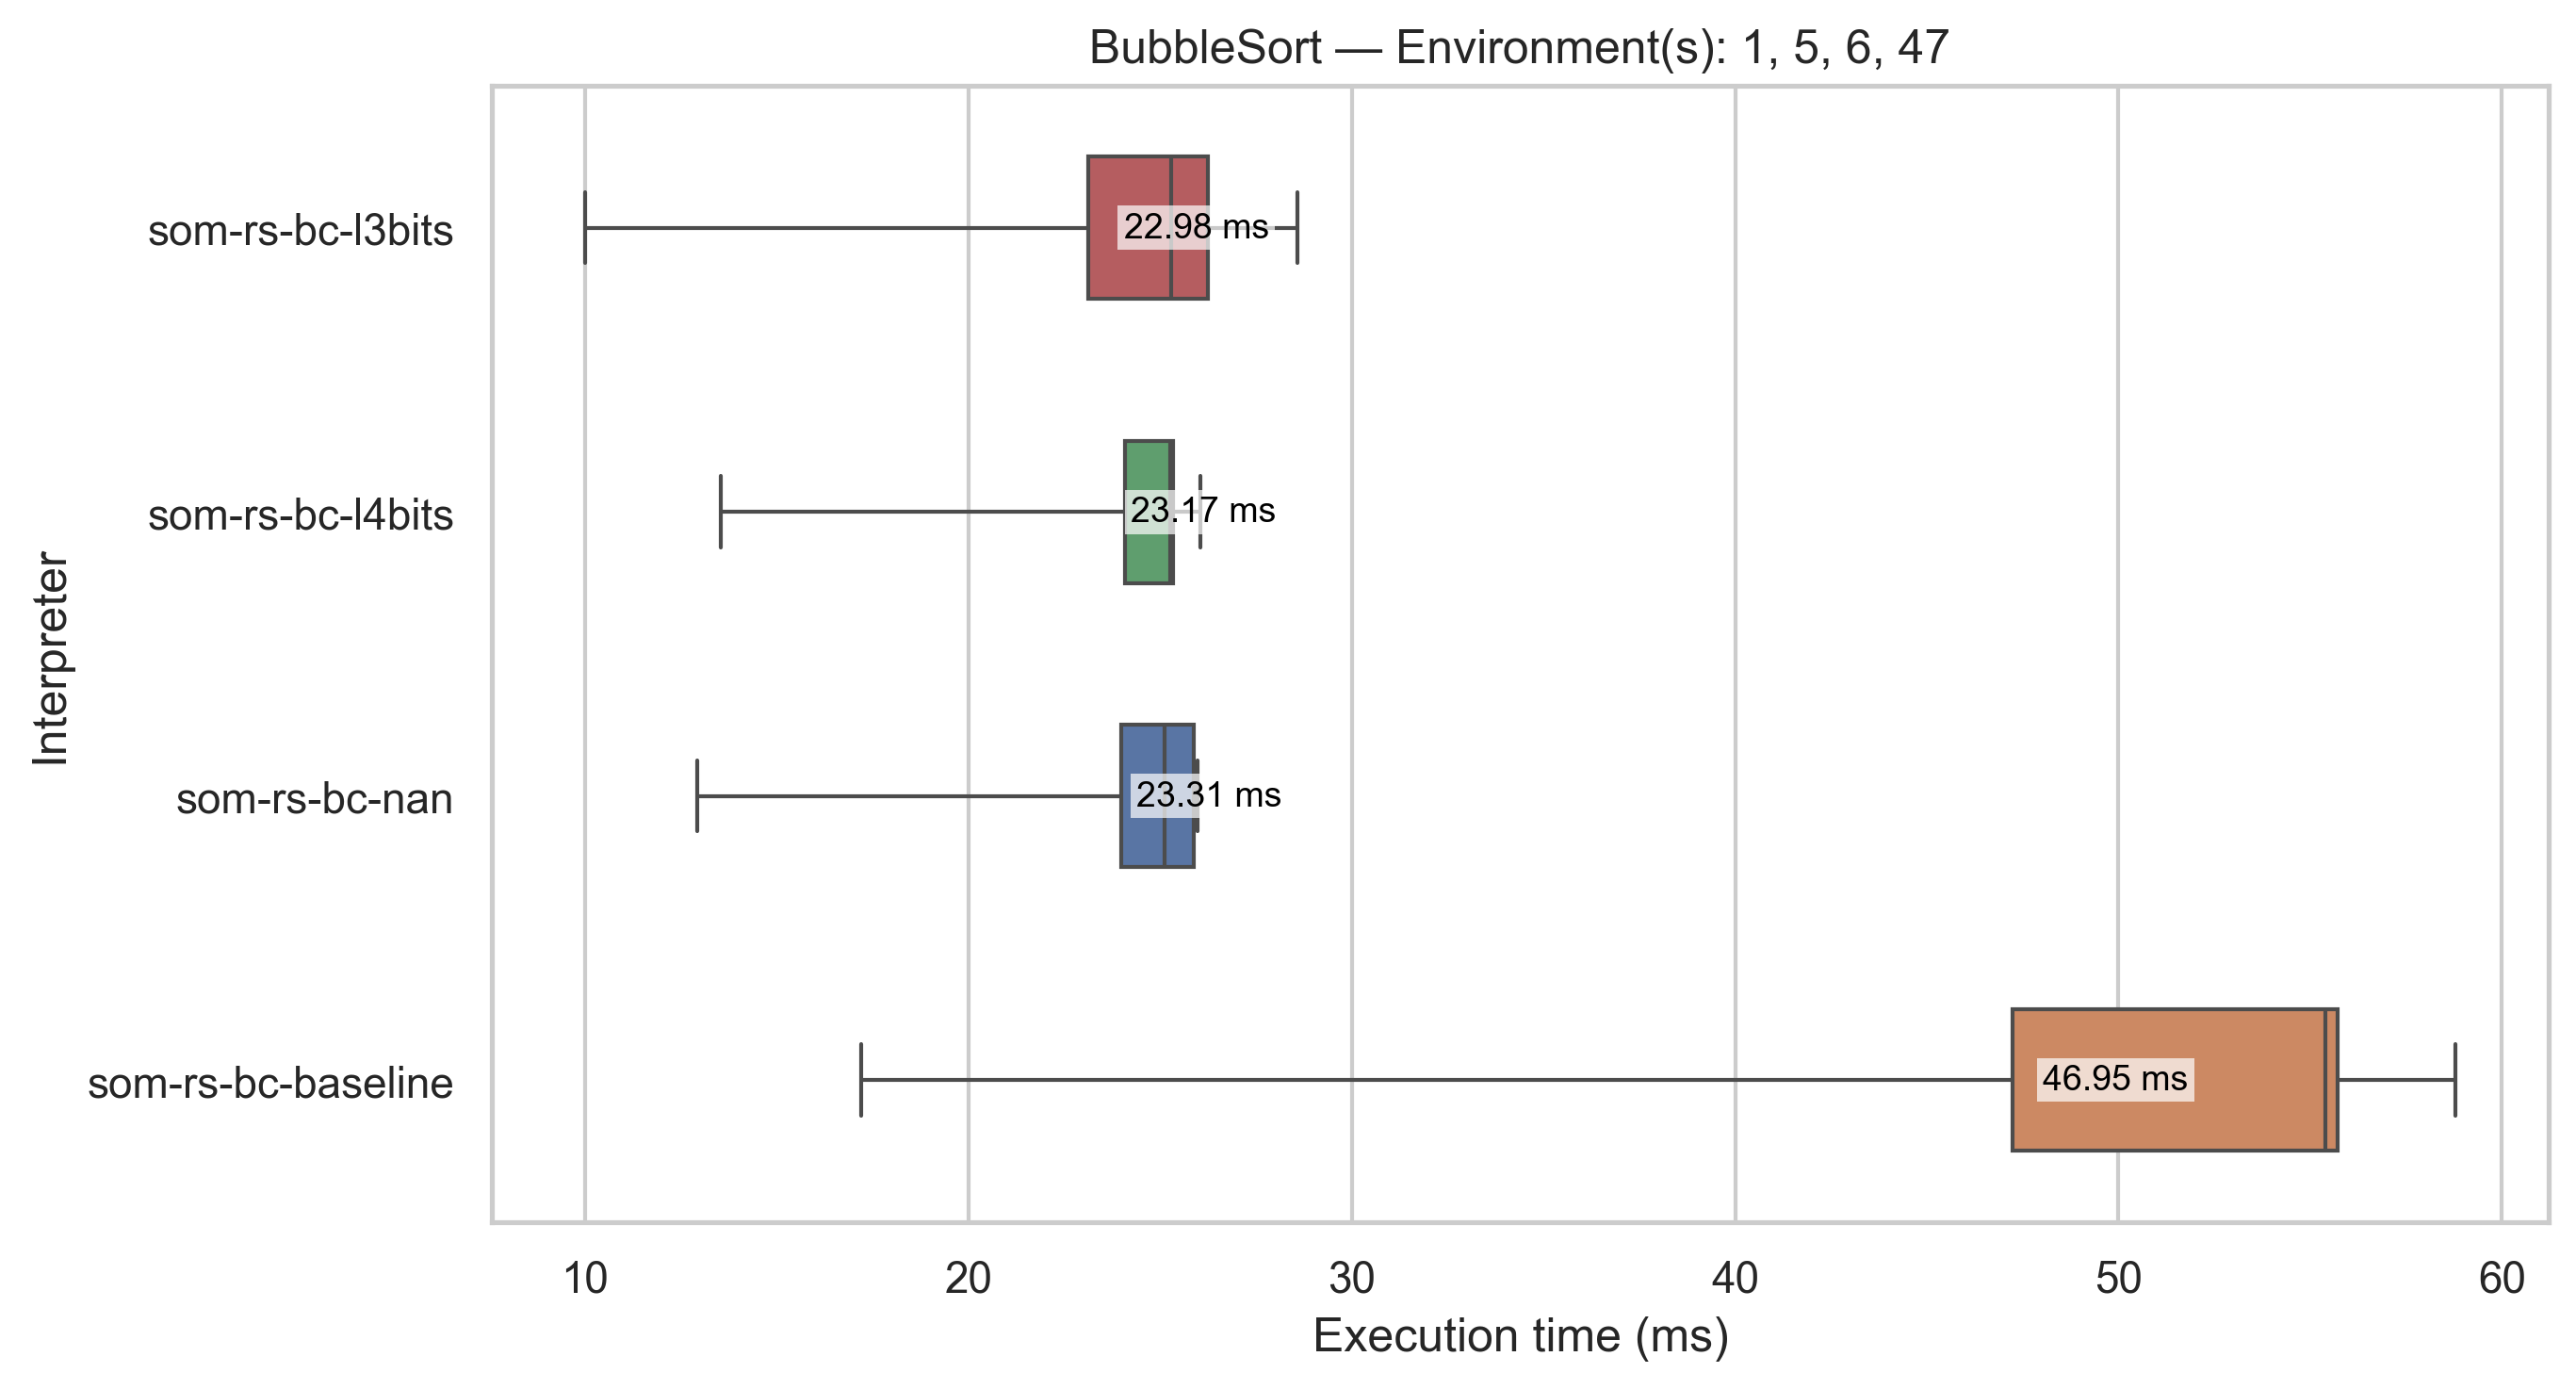 BubbleSort — Environment(s): 1, 5, 6, 47
som-rs-bc-l3bits
22.98 ms
som-rs-bc-l4bits
23.17 ms
som-rs-bc-nan
23.31 ms
som-rs-bc-baseline
46.95 ms
Interpreter
10 20 30 40 50 60
Execution time (ms)